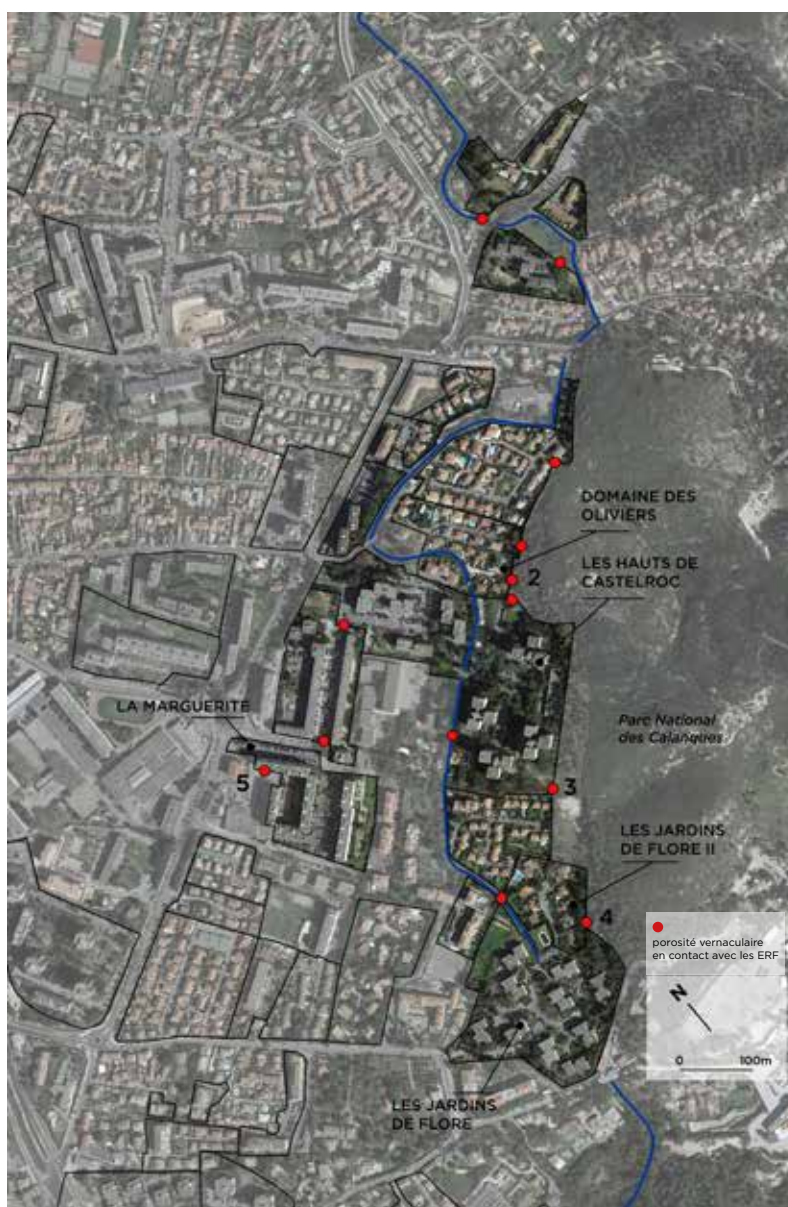 DOMAINE DES
OLIVIERS
2
LES HAUTS DE
CASTELROC
LA MARGUERITE
Parc National
des Calanques
5
3
LES JARDINS
DE FLORE II
4
porosité vernaculaire
en contact avec les ERF
N
0 100m
LES JARDINS
DE FLORE